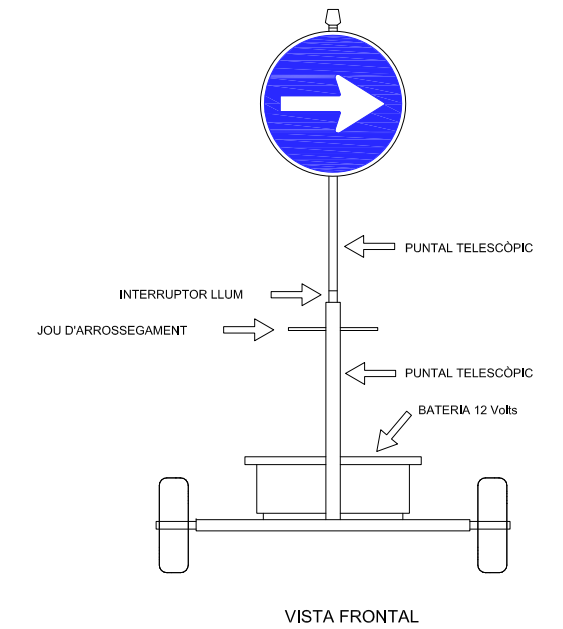 PUNTAL TELESCÒPIC
INTERRUPTOR LLUM
JOU D'ARROSSEGAMENT
PUNTAL TELESCÒPIC
BATERIA 12 Volts
VISTA FRONTAL